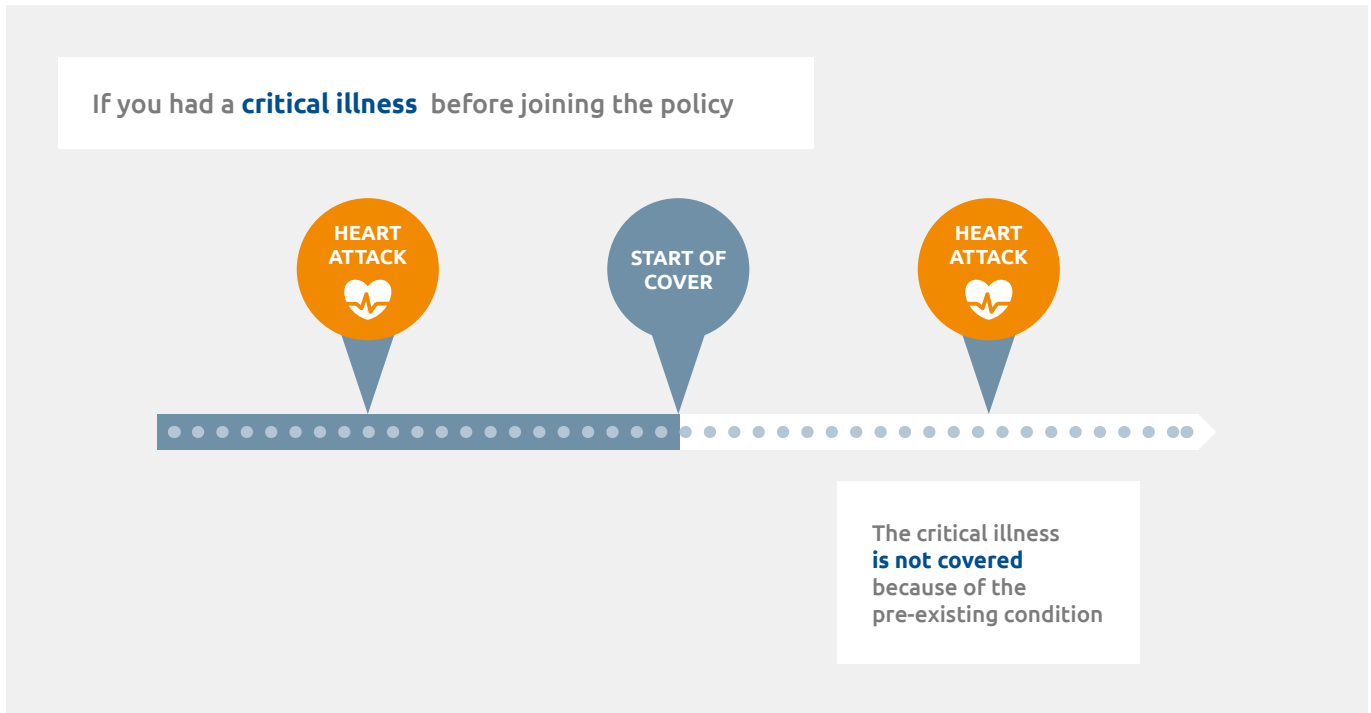 If you had a critical illness before joining the policy
HEART
ATTACK
START OF
COVER
HEART
ATTACK
The critical illness
is not covered
because of the
pre-existing condition